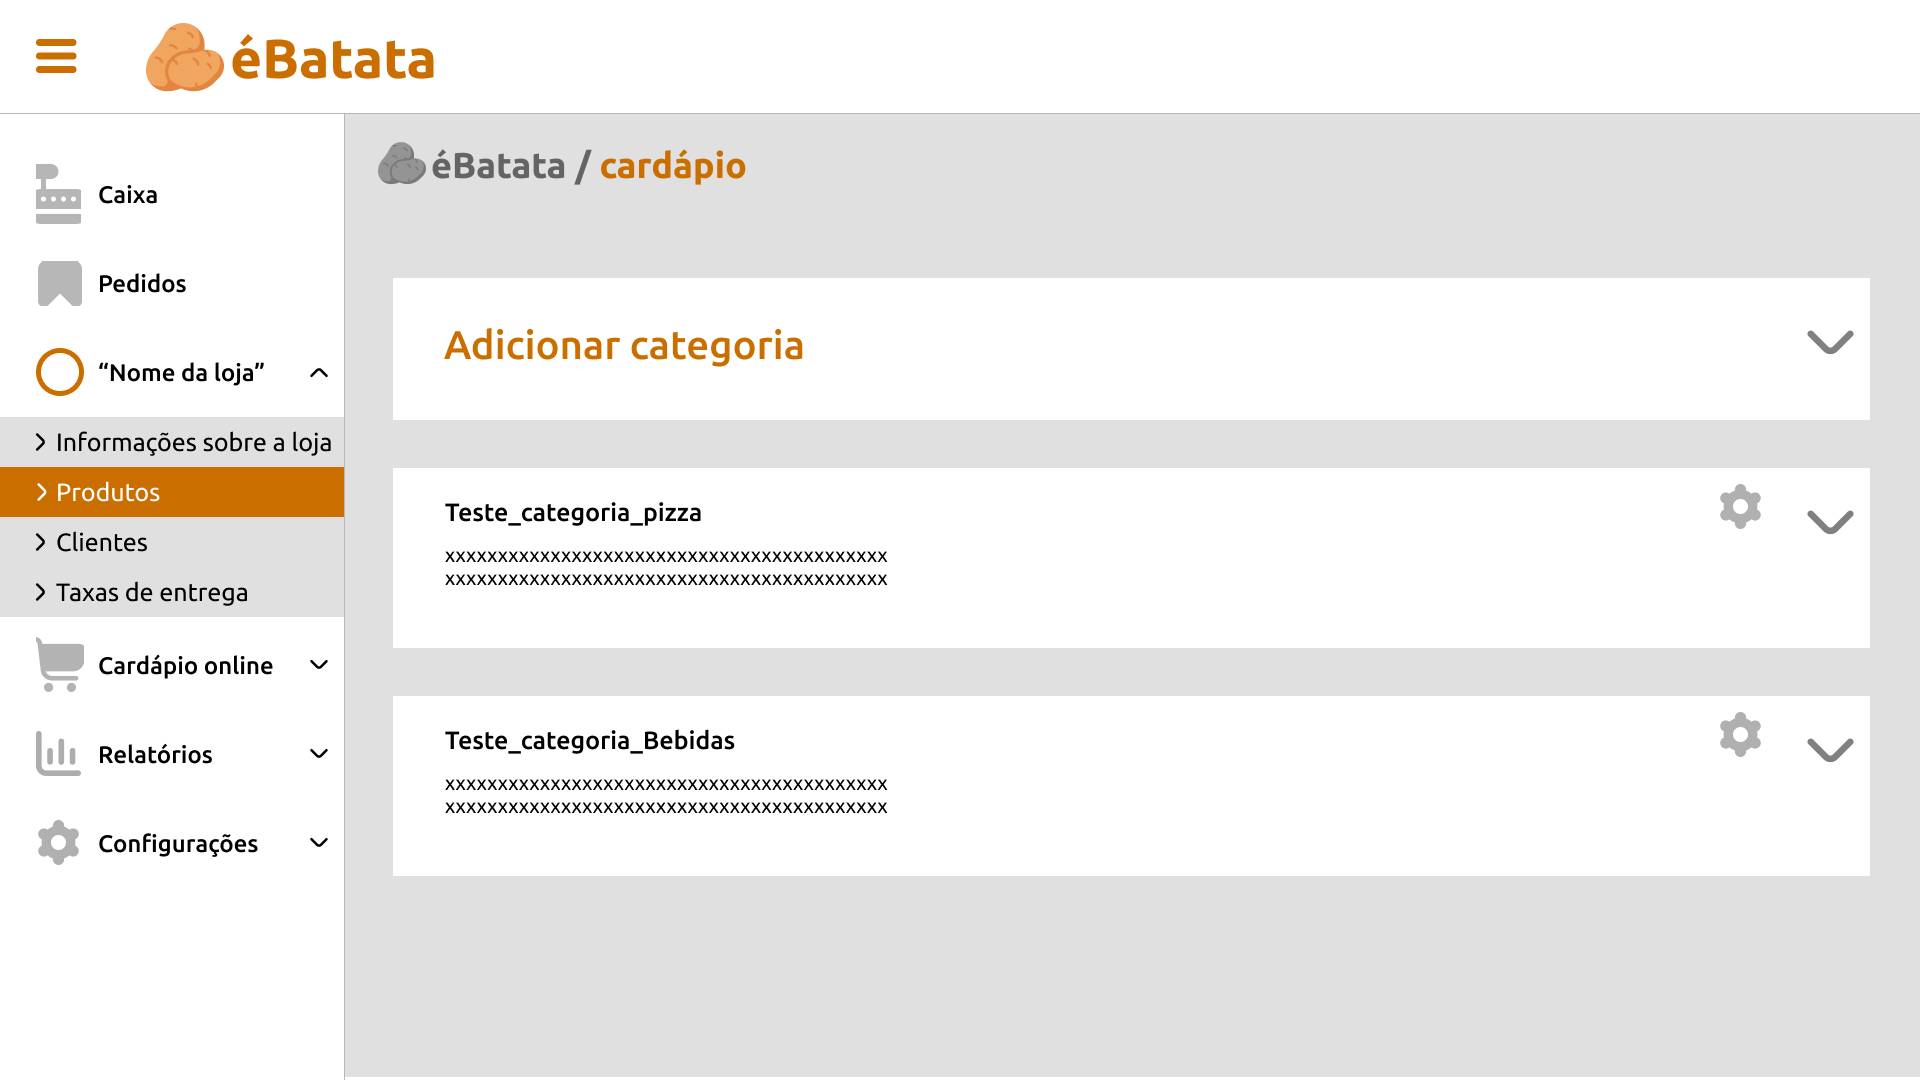 éBatata
Caixa
Pedidos
“Nome da loja”
Informações sobre a loja
Produtos
Clientes
Taxas de entrega
Cardápio online
Relatórios
Configurações
éBatata / cardápio
Adicionar categoria
Teste_categoria_pizza
xxxxxxxxxxxxxxxxxxxxxxxxxxxxxxxxxxxxxxxxxx
xxxxxxxxxxxxxxxxxxxxxxxxxxxxxxxxxxxxxxxxxx
Teste_categoria_Bebidas
xxxxxxxxxxxxxxxxxxxxxxxxxxxxxxxxxxxxxxxxxx
xxxxxxxxxxxxxxxxxxxxxxxxxxxxxxxxxxxxxxxxxx